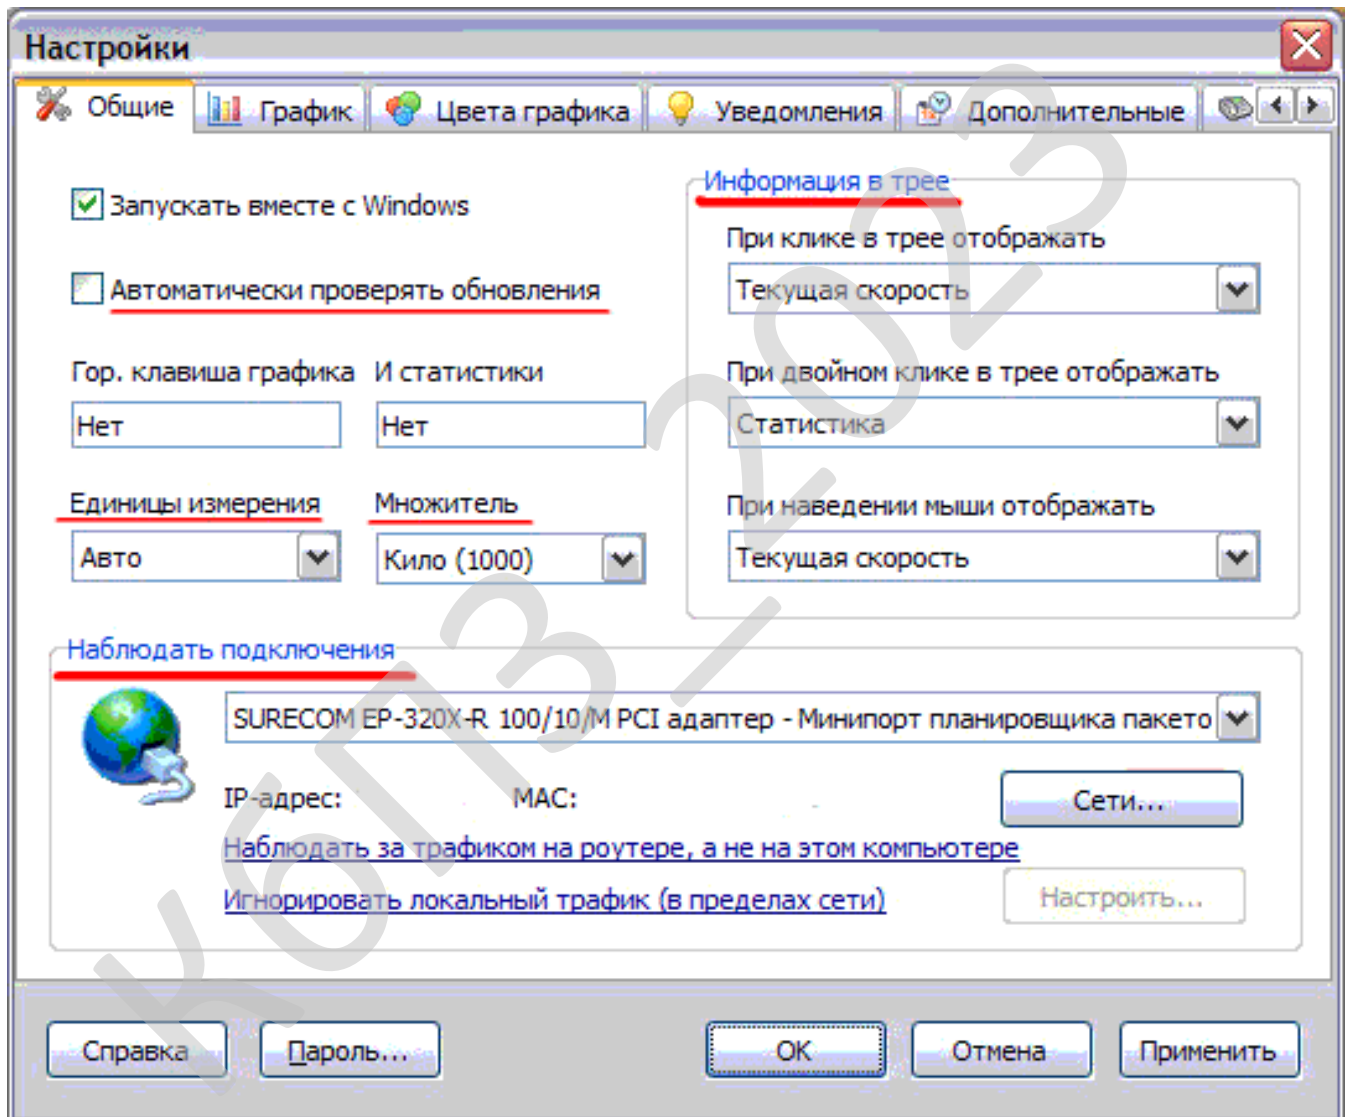 Настройки
Общие
График
Цвета графика
Уведомления
Дополнительные
Запускать вместе с Windows
Автоматически проверять обновления
Гор. клавиша графика
И статистики
Нет
Нет
Единицы измерения
Множитель
Авто
Кило (1000)
Информация в трее
При клике в трее отображать
Текущая скорость
При двойном клике в трее отображать
Статистика
При наведении мыши отображать
Текущая скорость
Наблюдать подключения
SURECOM EP-320X-R 100/10/M PCI адаптер - Минипорт планировщика пакето
IP-адрес:
MAC:
Сети...
Наблюдать за трафиком на роутере, а не на этом компьютере
Игнорировать локальный трафик (в пределах сети)
Настроить...
Справка
Пароль...
ОК
Отмена
Применить
КбПЗ_2023